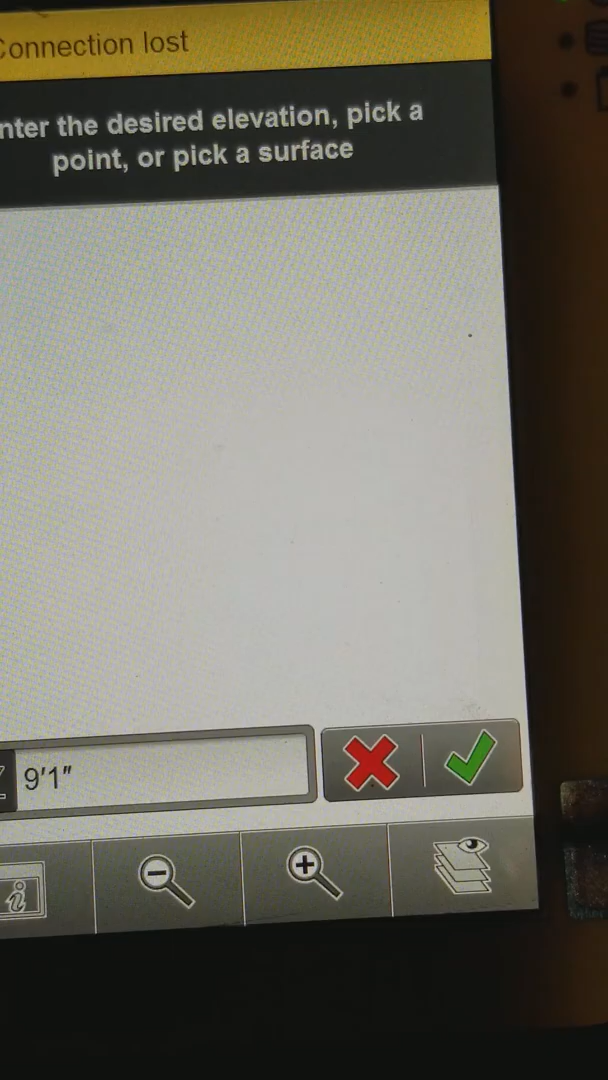 Connection lost
nter the desired elevation, pick a
point, or pick a surface
Z 9'1"
i